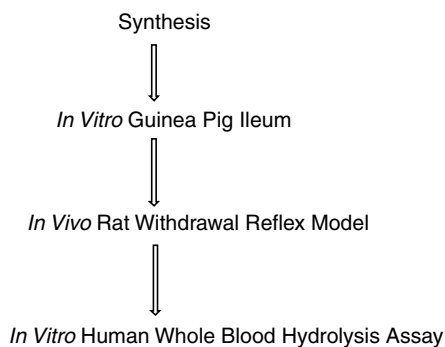 Synthesis
In Vitro Guinea Pig Ileum
In Vivo Rat Withdrawal Reflex Model
In Vitro Human Whole Blood Hydrolysis Assay